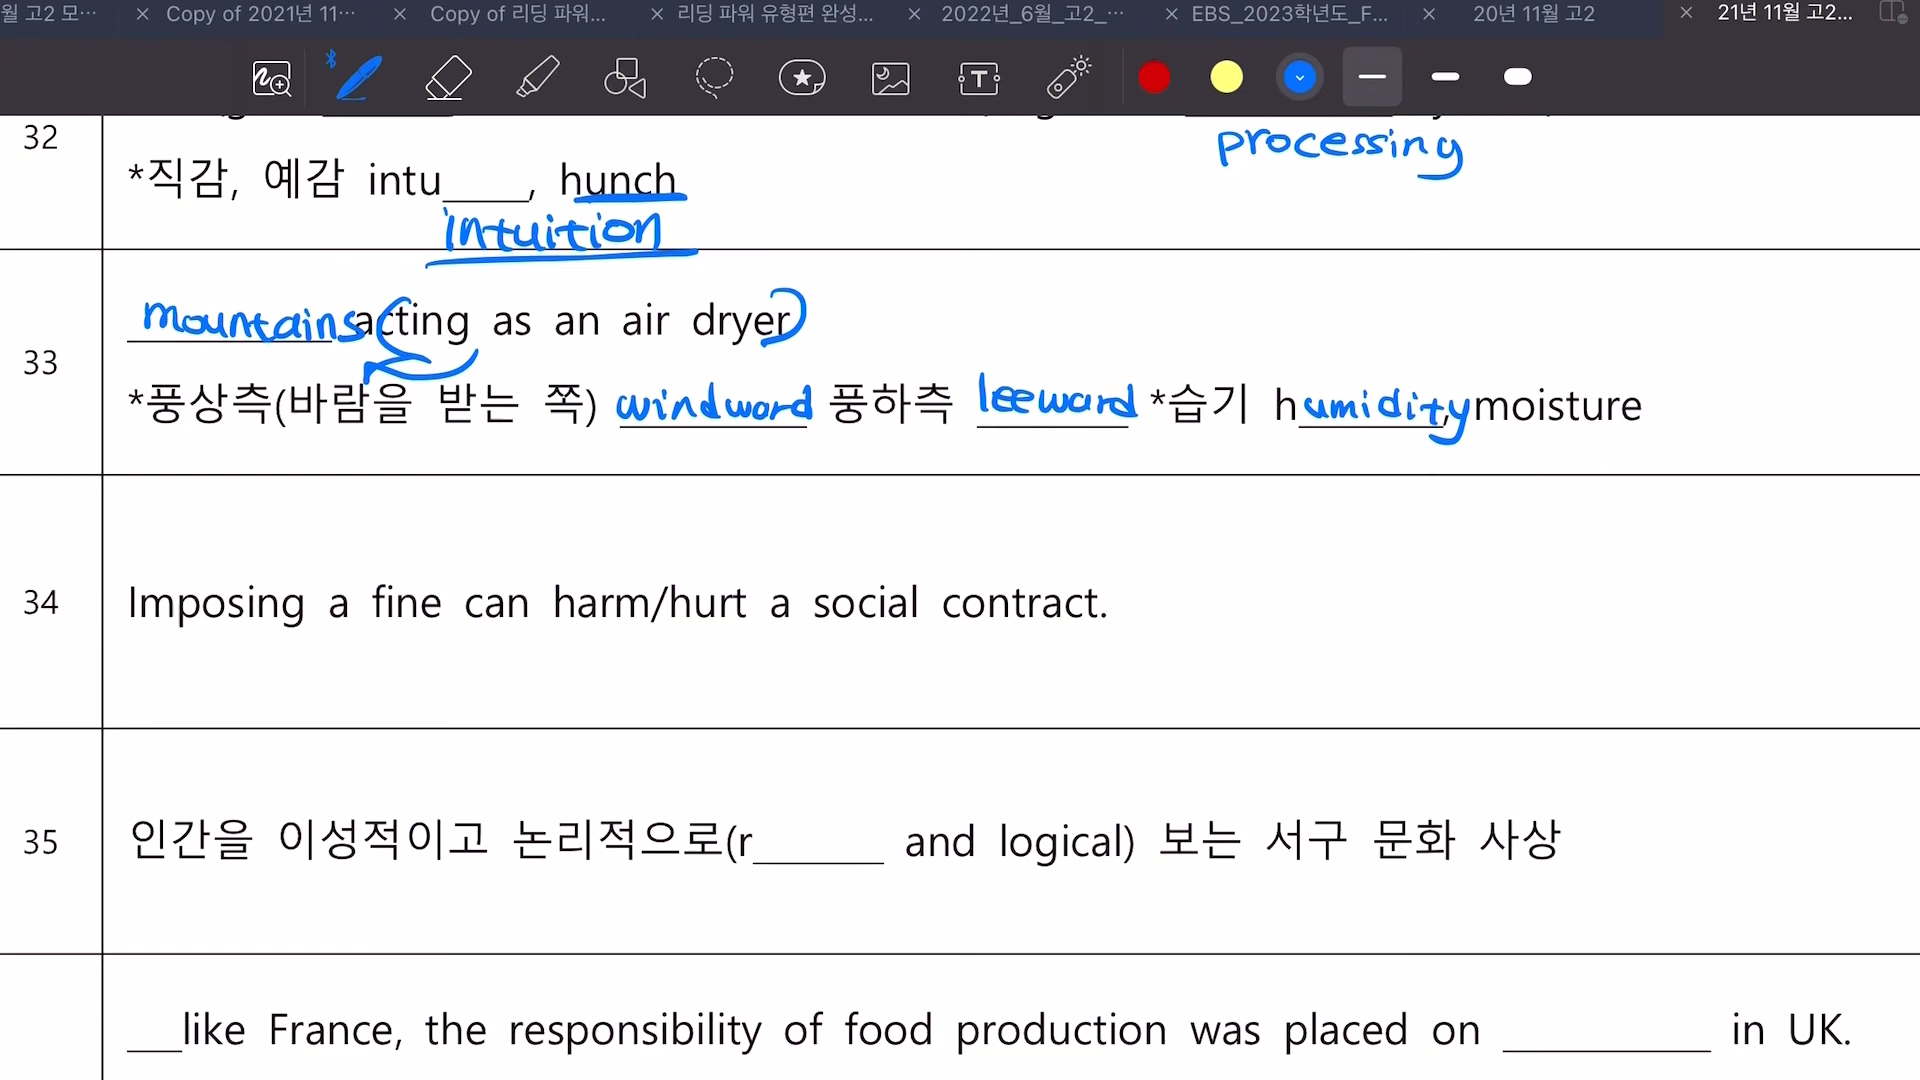 월 고2 모… × Copy of 2021년 11… × Copy of 리딩 파워... × 리딩 파워 유형편 완성... × 2022년_6월_고2_… × EBS_2023학년도_F... × 20년 11월 고2 × 21년 11월 고2...
32
processing
*직감, 예감 intu____, hunch
intuition
mountains acting as an air dryer
33
*풍상측(바람을 받는 쪽) windward 풍하측 leeward *습기 humidity, moisture
34 Imposing a fine can harm/hurt a social contract.
35 인간을 이성적이고 논리적으로(r______ and logical) 보는 서구 문화 사상
___like France, the responsibility of food production was placed on __________ in UK.